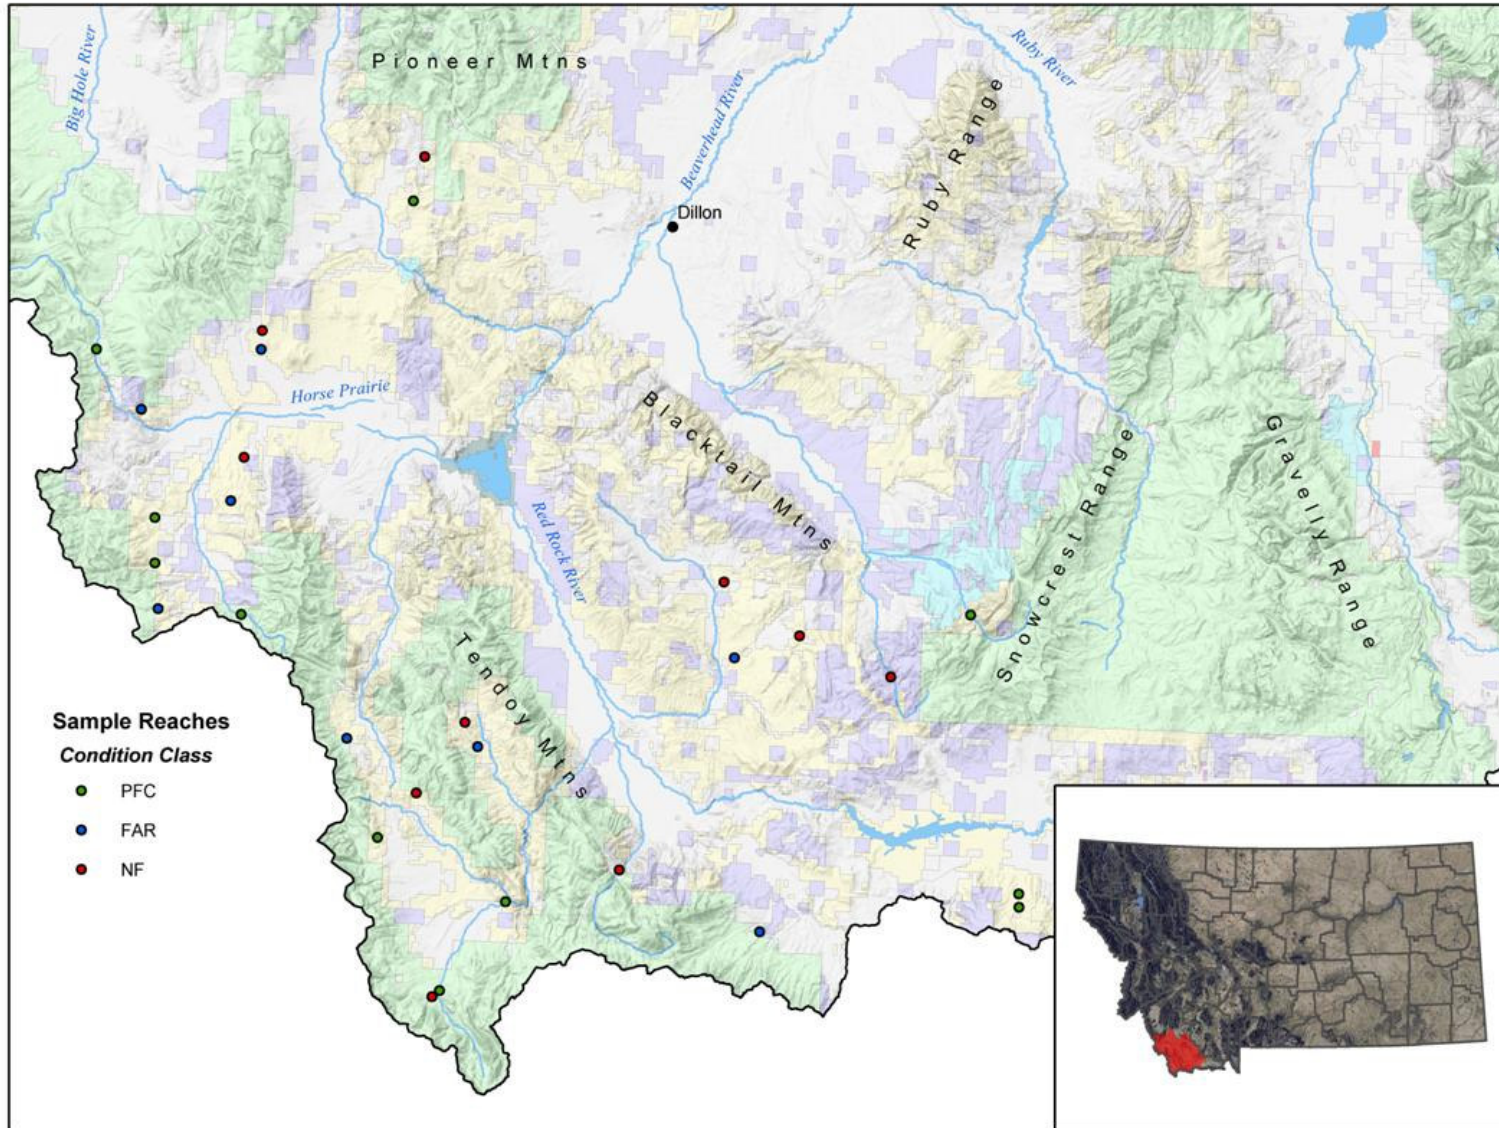 Big Hole River
Pioneer Mtns
Ruby River
Beaverhead River
Ruby Range
Dillon
Horse Prairie
Blacktail Mtns
Gravelly Range
Snowcrest Range
Red Rock River
Tendoy Mtns
Sample Reaches
Condition Class
PFC
FAR
NF